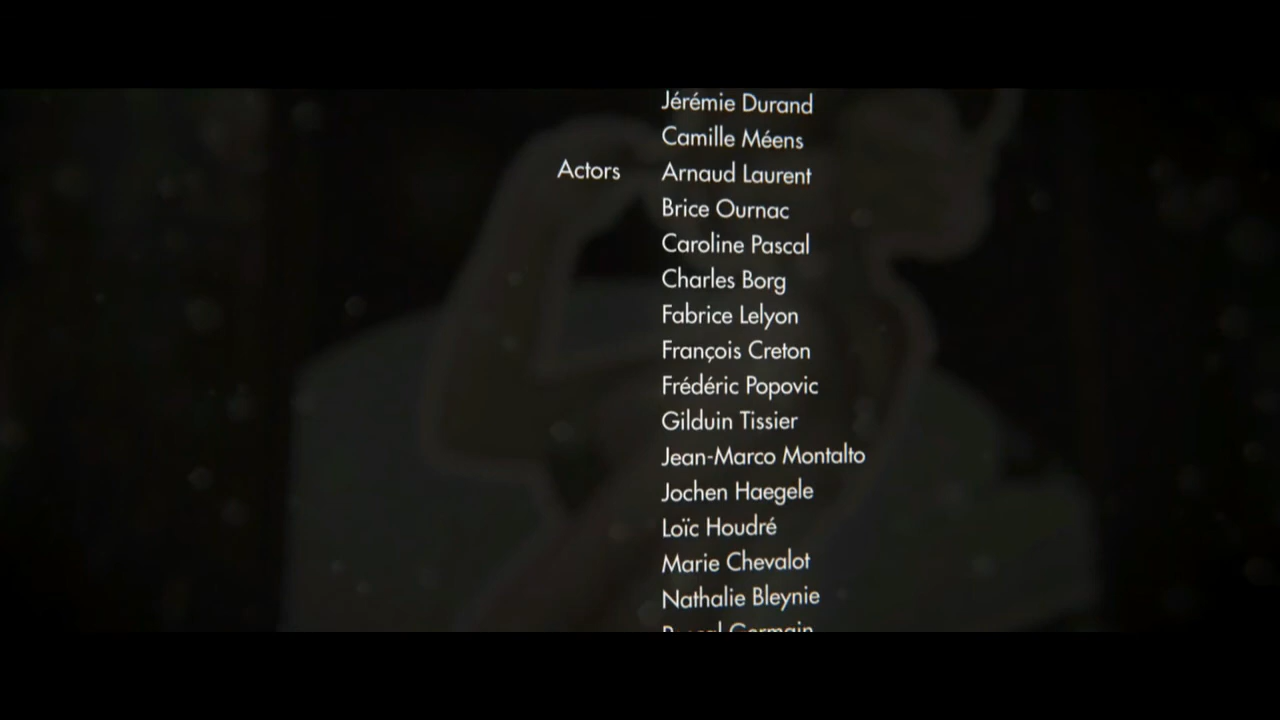 Jérémie Durand
Camille Méens
Actors Arnaud Laurent
Brice Ournac
Caroline Pascal
Charles Borg
Fabrice Lelyon
François Creton
Frédéric Popovic
Gilduin Tissier
Jean-Marco Montalto
Jochen Haegele
Loïc Houdré
Marie Chevalot
Nathalie Bleynie